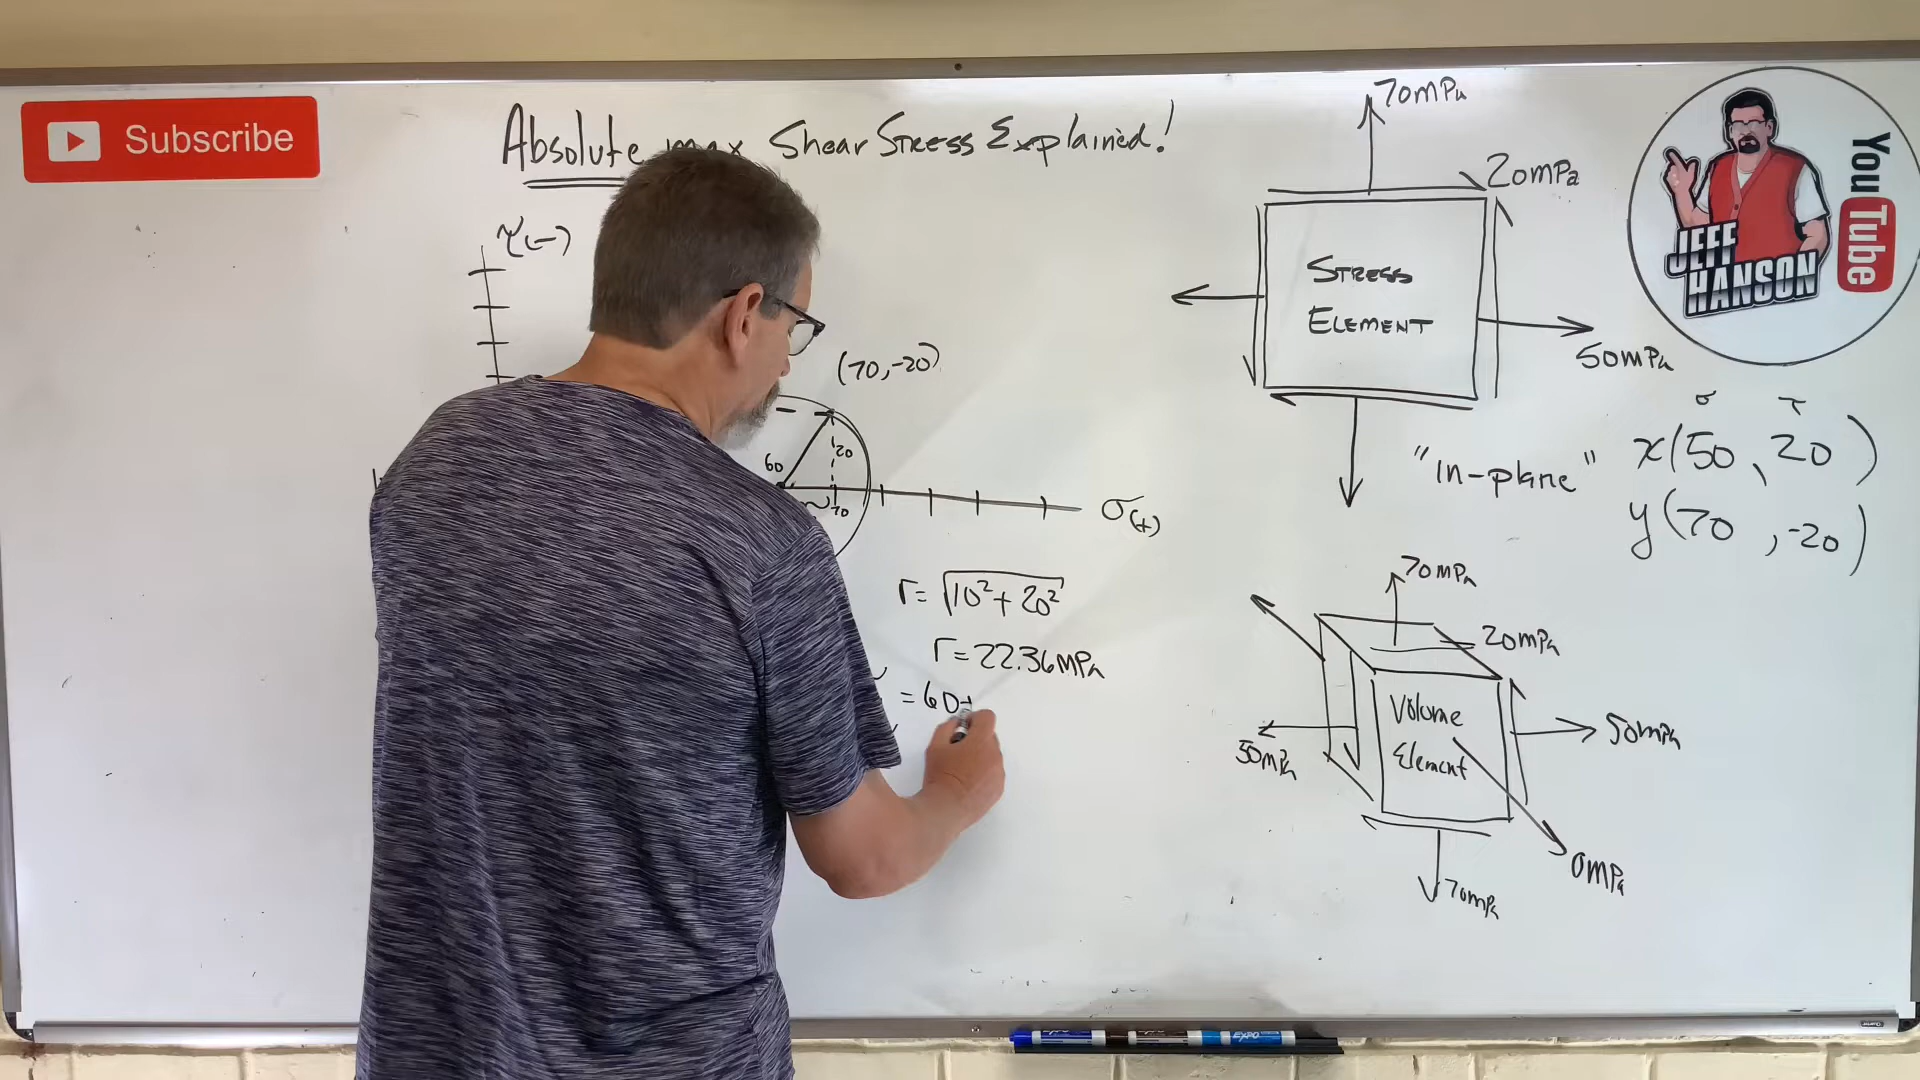 Subscribe
Absolute max Shear Stress Explained!
τ(-)
(70,-20)
20
60
70
σ(+)
r=√10²+20²
r=22.36MPa
=60+
70MPa
20MPa
STRESS
ELEMENT
50MPa
σ τ
"in-plane" x(50, 20)
y(70, -20)
70MPa
20MPa
Volume
Element
50MPa
50MPa
0MPa
70MPa
JEFF
HANSON
YouTube
EXPO